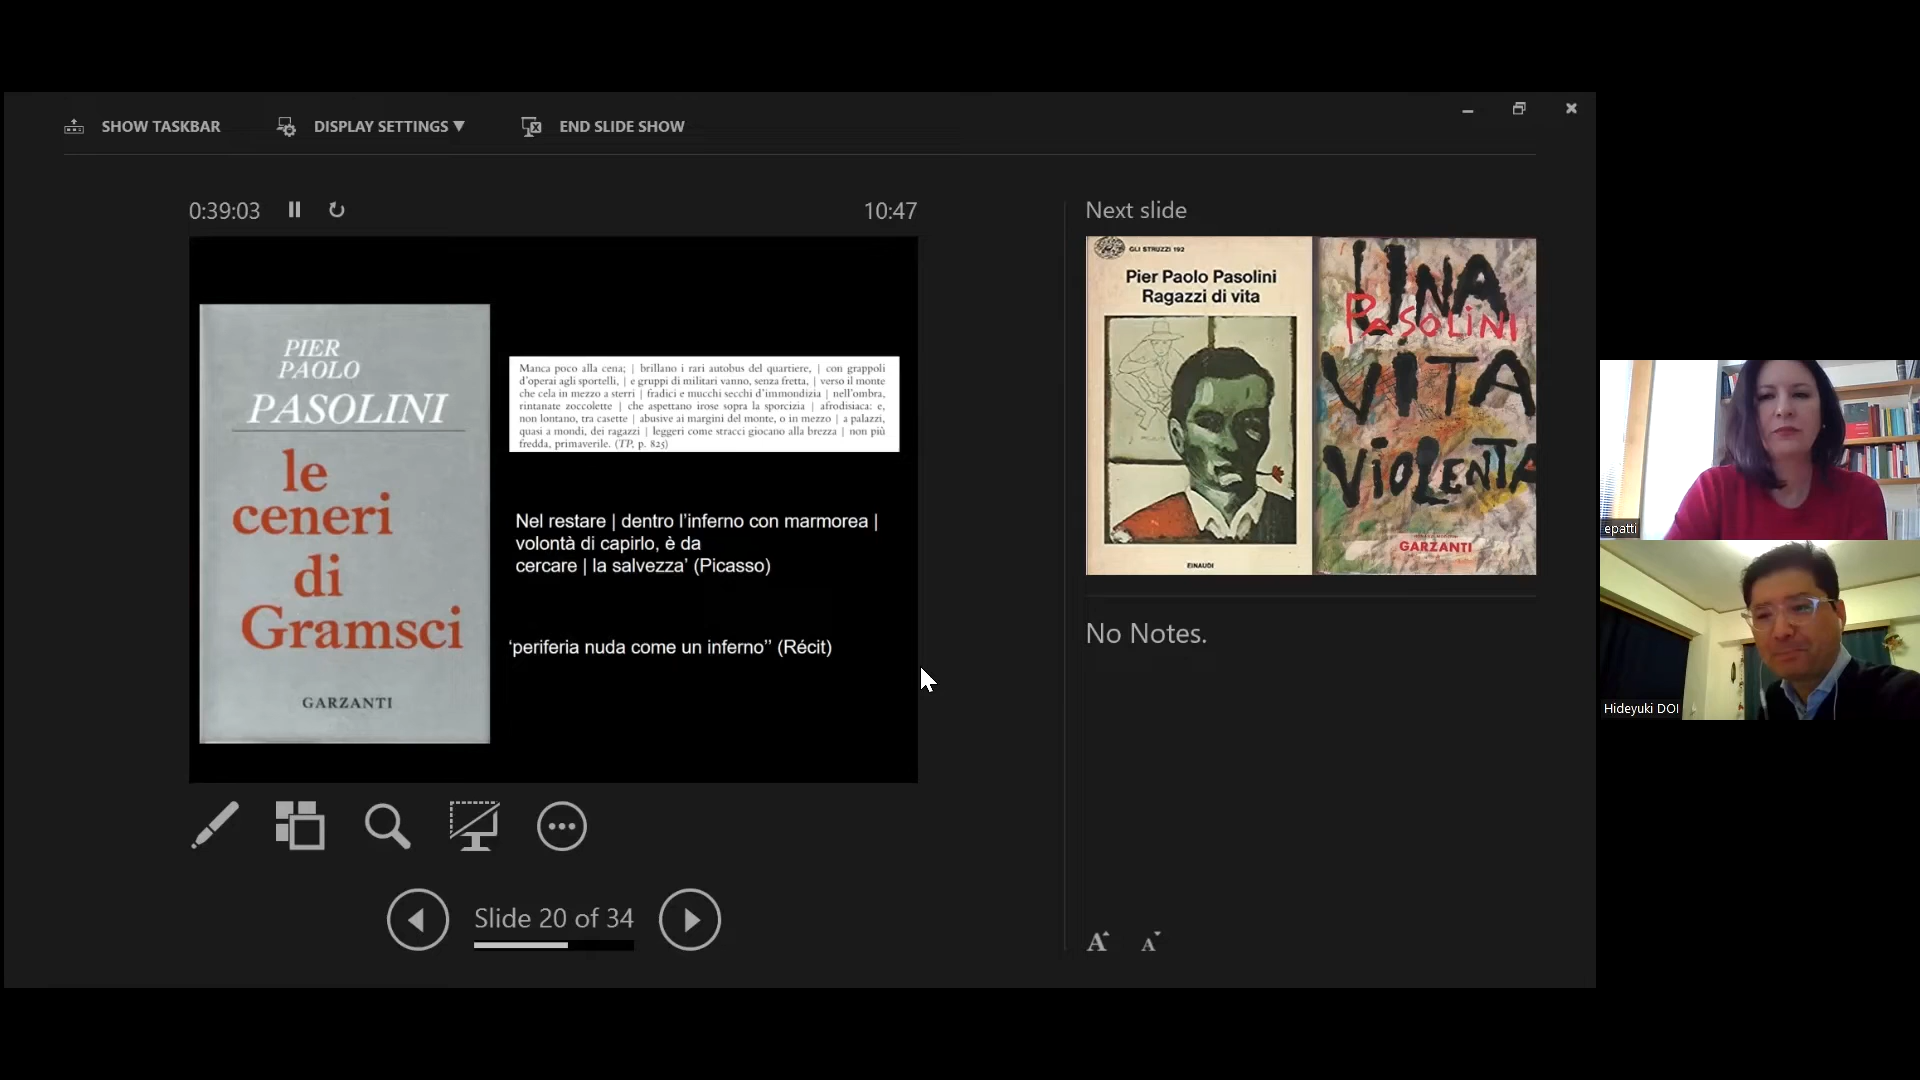 SHOW TASKBAR
DISPLAY SETTINGS ▼
END SLIDE SHOW
0:39:03
10:47
PIER
PAOLO
PASOLINI
le
ceneri
di
Gramsci
GARZANTI
Manca poco alla cena; | brillano i rari autobus del quartiere, | con grappoli
d'operai agli sportelli, | e gruppi di militari vanno, senza fretta, | verso il monte
che cela in mezzo a sterri | fradici e mucchi secchi d'immondizia | nell'ombra,
rintanate zoccolette | che aspettano irose sopra la sporcizia | afrodisiaca: e,
non lontano, tra casette | abusive ai margini del monte, o in mezzo | a palazzi,
quasi a mondi, dei ragazzi | leggeri come stracci giocano alla brezza | non più
fredda, primaverile. (TP, p. 825)
Nel restare | dentro l’inferno con marmorea |
volontà di capirlo, è da
cercare | la salvezza’ (Picasso)
‘periferia nuda come un inferno’’ (Récit)
Slide 20 of 34
Next slide
GLI STRUZZI 192
Pier Paolo Pasolini
Ragazzi di vita
EINAUDI
UNA
PASOLINI
VITA
VIOLENTA
GARZANTI
No Notes.
A
A
epatti
Hideyuki DOI